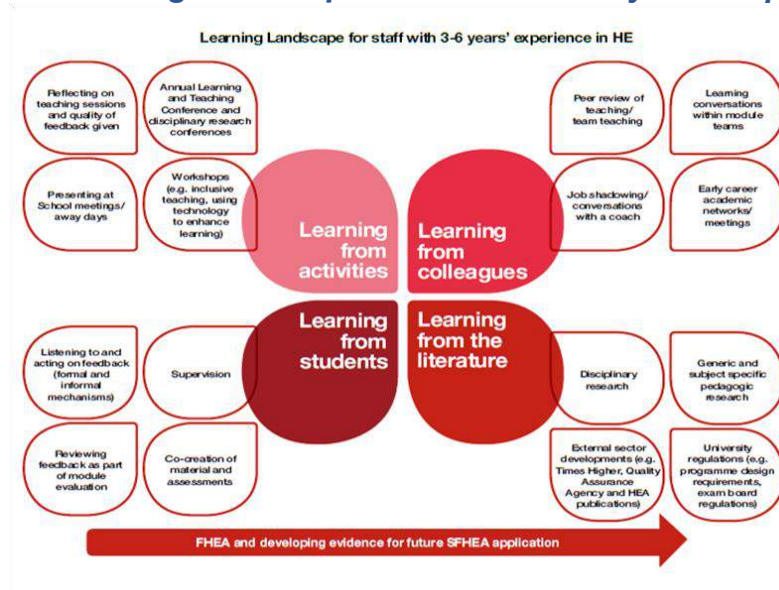 Learning Landscape for staff with 3-6 years' experience in HE
Reflecting on
teaching sessions
and quality of
feedback given
Annual Learning
and Teaching
Conference and
disciplinary research
conferences
Presenting at
School meetings/
away days
Workshops
(e.g. inclusive
teaching, using
technology
to enhance
learning)
Peer review of
teaching/
team teaching
Learning
conversations
within module
teams
Job shadowing/
conversations
with a coach
Early career
academic
networks/
meetings
Learning
from
activities
Learning
from
colleagues
Learning
from
students
Learning
from the
literature
Listening to and
acting on feedback
(formal and
informal
mechanisms)
Supervision
Reviewing
feedback as part
of module
evaluation
Co-creation of
material and
assessments
Disciplinary
research
Generic and
subject specific
pedagogic
research
External sector
developments (e.g.
Times Higher, Quality
Assurance
Agency and HEA
publications)
University
regulations (e.g.
programme design
requirements,
exam board
regulations)
FHEA and developing evidence for future SFHEA application